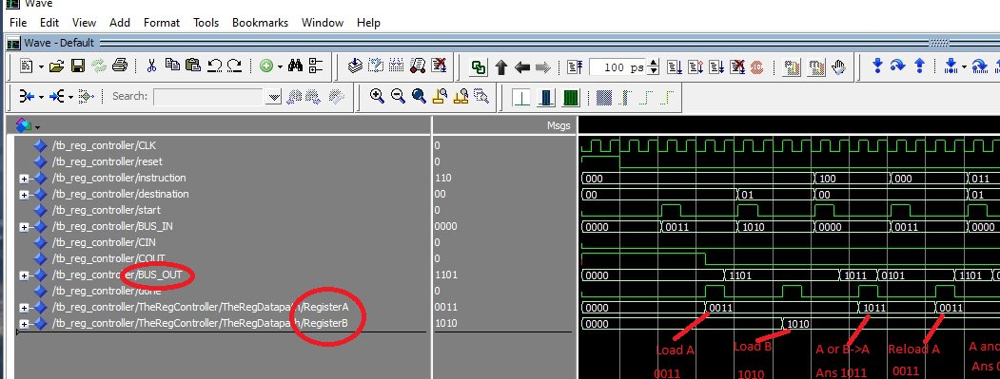 Wave
File Edit View Add Format Tools Bookmarks Window Help
Wave - Default
100 ps
Search:
Msgs
/tb_reg_controller/CLK 0
/tb_reg_controller/reset 0
/tb_reg_controller/instruction 110 000 100 000 011
/tb_reg_controller/destination 00 00 01 00 01
/tb_reg_controller/start 0
/tb_reg_controller/BUS_IN 0000 0000 0011 1010 0000 0011 0000
/tb_reg_controller/CIN 0
/tb_reg_controller/COUT 0
/tb_reg_controller/BUS_OUT 1101 0000 1101 1011 0101 1101
/tb_reg_controller/done 0
/tb_reg_controller/TheRegController/TheRegDatapath/RegisterA 0011 0000 0011 1011 0011
/tb_reg_controller/TheRegController/TheRegDatapath/RegisterB 1010 0000 1010
Load A Load B A or B->A Reload A A and
0011 1010 Ans 1011 0011 Ans